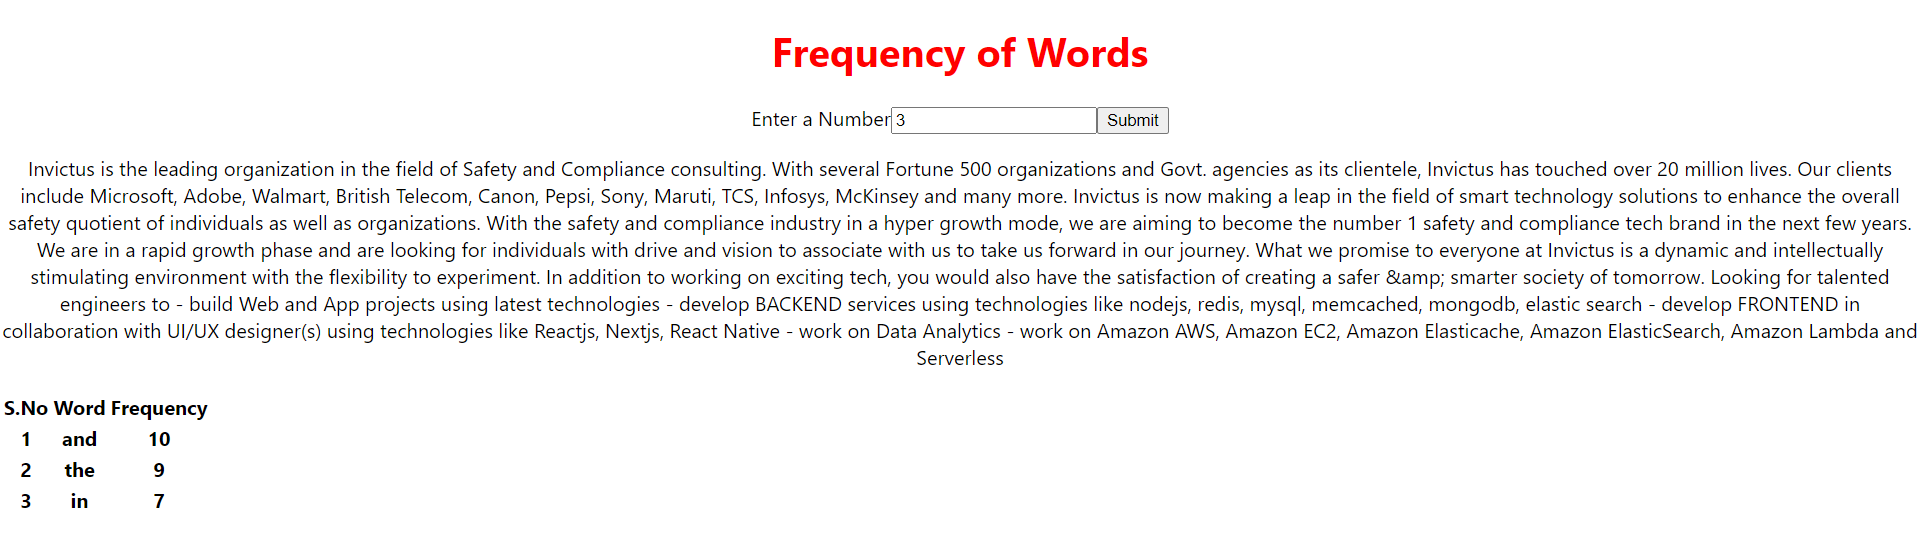 Frequency of Words
Enter a Number 3 Submit
Invictus is the leading organization in the field of Safety and Compliance consulting. With several Fortune 500 organizations and Govt. agencies as its clientele, Invictus has touched over 20 million lives. Our clients
include Microsoft, Adobe, Walmart, British Telecom, Canon, Pepsi, Sony, Maruti, TCS, Infosys, McKinsey and many more. Invictus is now making a leap in the field of smart technology solutions to enhance the overall
safety quotient of individuals as well as organizations. With the safety and compliance industry in a hyper growth mode, we are aiming to become the number 1 safety and compliance tech brand in the next few years.
We are in a rapid growth phase and are looking for individuals with drive and vision to associate with us to take us forward in our journey. What we promise to everyone at Invictus is a dynamic and intellectually
stimulating environment with the flexibility to experiment. In addition to working on exciting tech, you would also have the satisfaction of creating a safer &amp; smarter society of tomorrow. Looking for talented
engineers to - build Web and App projects using latest technologies - develop BACKEND services using technologies like nodejs, redis, mysql, memcached, mongodb, elastic search - develop FRONTEND in
collaboration with UI/UX designer(s) using technologies like Reactjs, Nextjs, React Native - work on Data Analytics - work on Amazon AWS, Amazon EC2, Amazon Elasticache, Amazon ElasticSearch, Amazon Lambda and
Serverless
S.No Word Frequency
1 and 10
2 the 9
3 in 7